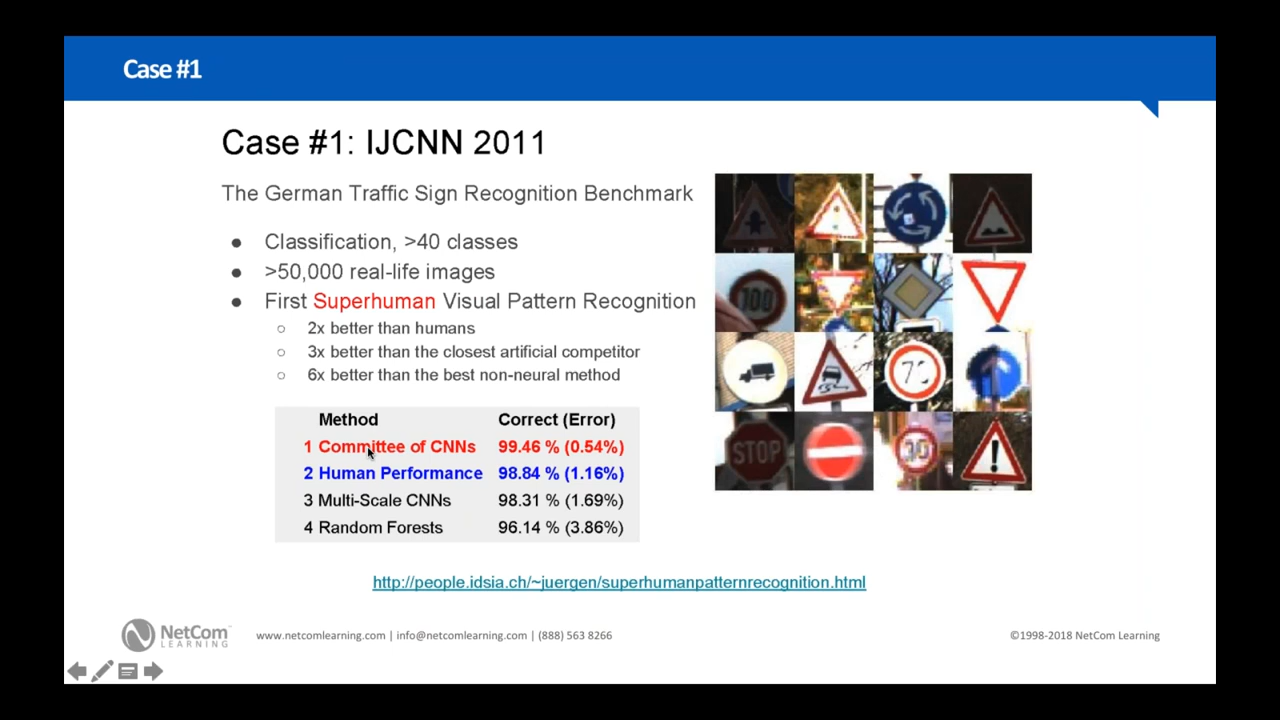 Case #1
Case #1: IJCNN 2011
The German Traffic Sign Recognition Benchmark
● Classification, >40 classes
● >50,000 real-life images
● First Superhuman Visual Pattern Recognition
○ 2x better than humans
○ 3x better than the closest artificial competitor
○ 6x better than the best non-neural method
Method Correct (Error)
1 Committee of CNNs 99.46 % (0.54%)
2 Human Performance 98.84 % (1.16%)
3 Multi-Scale CNNs 98.31 % (1.69%)
4 Random Forests 96.14 % (3.86%)
100
STOP
30
http://people.idsia.ch/~juergen/superhumanpatternrecognition.html
NetCom
LEARNING
www.netcomlearning.com | info@netcomlearning.com | (888) 563 8266
©1998-2018 NetCom Learning